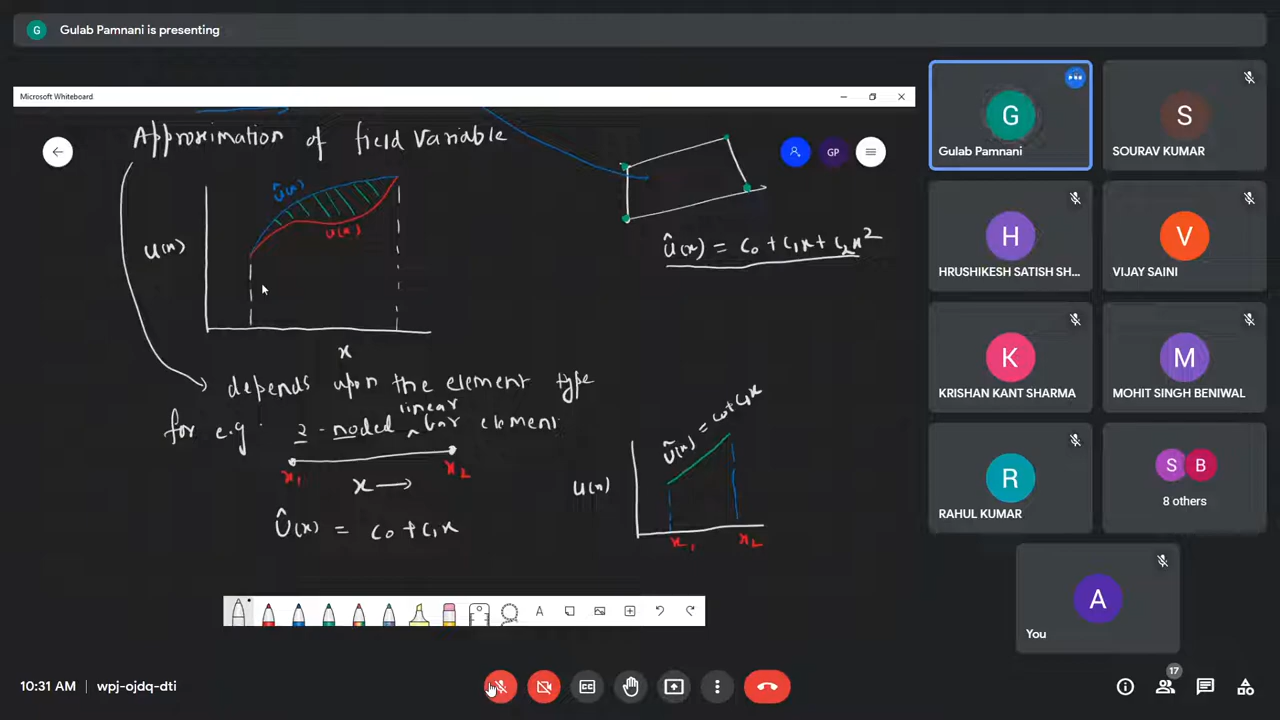 G Gulab Pamnani is presenting
Microsoft Whiteboard
Approximation of field Variable
GP
û(x)
u(x)
u(x)
x
û(x) = c₀ + c₁x + c₂x²
depends upon the element type
for e.g. 2-noded linear bar element
x₁ x₂
x →
Û(x) = c₀ + c₁x
ũ(x) = c₀ + c₁x
u(x)
x₁ x₂
A
G
Gulab Pamnani
S
SOURAV KUMAR
H
HRUSHIKESH SATISH SH...
V
VIJAY SAINI
K
KRISHAN KANT SHARMA
M
MOHIT SINGH BENIWAL
R
RAHUL KUMAR
S B
8 others
A
You
10:31 AM | wpj-ojdq-dti
17